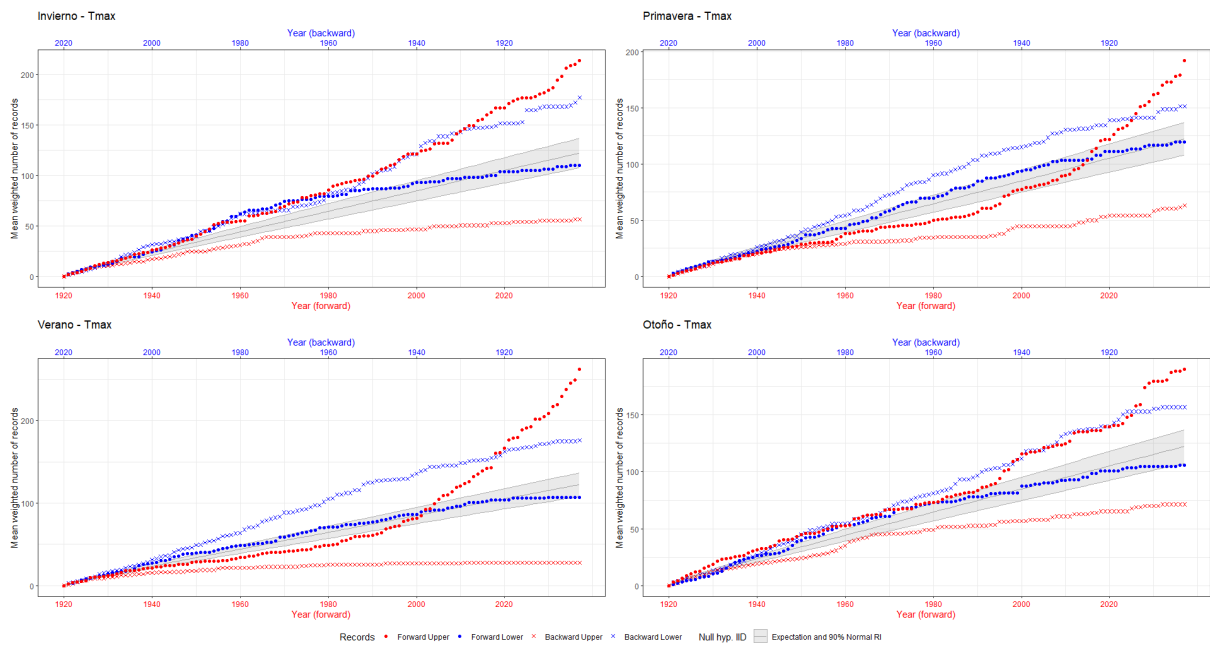 Invierno - Tmax
Year (backward)
2020 2000 1980 1960 1940 1920
Mean weighted number of records
200
150
100
50
0
1920 1940 1960 1980 2000 2020
Year (forward)
Primavera - Tmax
Year (backward)
2020 2000 1980 1960 1940 1920
Mean weighted number of records
200
150
100
50
0
1920 1940 1960 1980 2000 2020
Year (forward)
Verano - Tmax
Year (backward)
2020 2000 1980 1960 1940 1920
Mean weighted number of records
200
100
0
1920 1940 1960 1980 2000 2020
Year (forward)
Otoño - Tmax
Year (backward)
2020 2000 1980 1960 1940 1920
Mean weighted number of records
150
100
50
0
1920 1940 1960 1980 2000 2020
Year (forward)
Records Forward Upper Forward Lower Backward Upper Backward Lower Null hyp. IID Expectation and 90% Normal RI